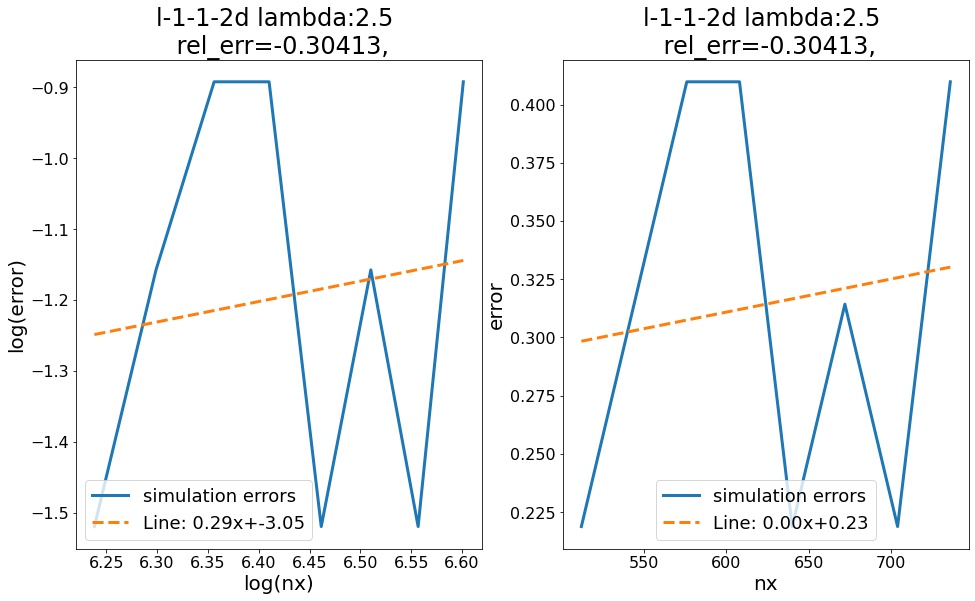 l-1-1-2d lambda:2.5
rel_err=-0.30413,
log(error)
−0.9
−1.0
−1.1
−1.2
−1.3
−1.4
−1.5
simulation errors
Line: 0.29x+-3.05
6.25 6.30 6.35 6.40 6.45 6.50 6.55 6.60
log(nx)
l-1-1-2d lambda:2.5
rel_err=-0.30413,
error
0.400
0.375
0.350
0.325
0.300
0.275
0.250
0.225
simulation errors
Line: 0.00x+0.23
550 600 650 700
nx